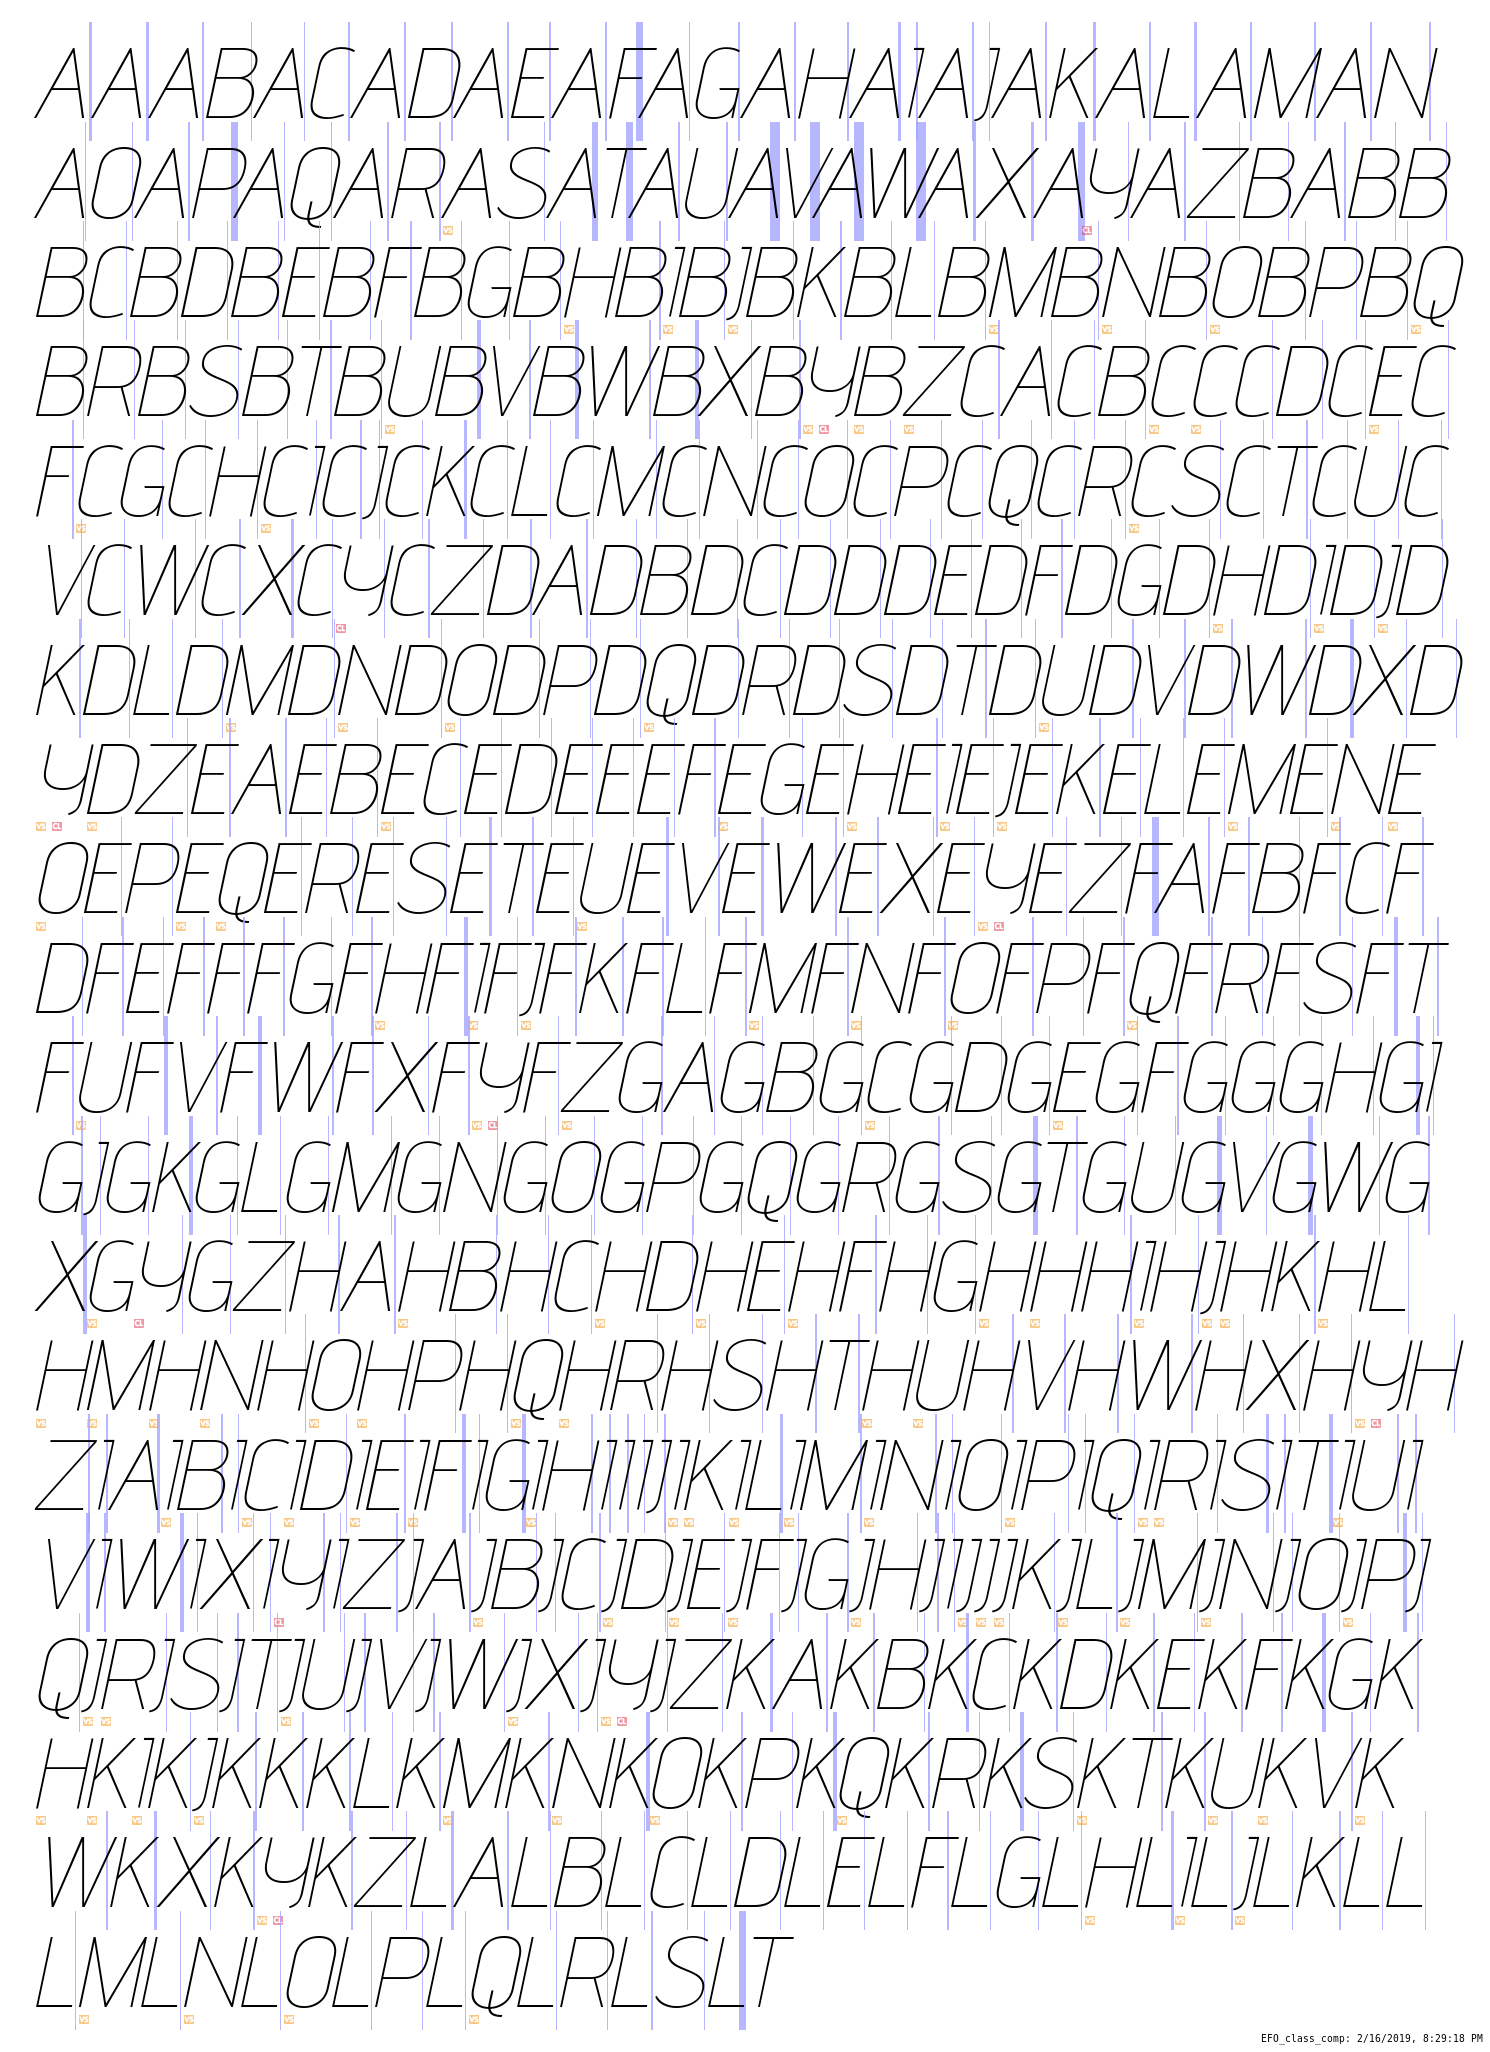 AAABACADAEAFAGAHAIAJAKALAMAN
AOAPAQARASATAUAVAWAXAYAZBABB
BCBDBEBFBGBHBIBJBKBLBMBNBOBPBQ
BRBSBTBUBVBWBXBYBZCACBCCCDCEC
FCGCHCICJCKCLCMCNCOCPCQCRCSCTCUC
VCWCXCYCZDADBDCDDDEDFDGDHDIDJD
KDLDMDNDODPDQDRDSDTDUDVDWDXD
YDZEAEBECEDEEEFEGEHEIEJEKELEMENE
OEPEQERESETEUEVEWEXEYEZFAFBFCF
DFEFFFGFHFIFJFKFLFMFNFOFPFQFRFSFT
FUFVFWFXFYFZGAGBGCGDGEGFGGGHGI
GJGKGLGMGNGOGPGQGRGSGTGUGVGWG
XGYGZHAHBHCHDHEHFHGHHHIHJHKHL
HMHNHOHPHQHRHSHTHUHVHWHXHYH
ZIAIBICIDIEIFIGIHIIIJIKILIMINIOIPIQIRISITIUI
VIWIXIYIZJAJBJCJDJEJFJGJHJIJJJKJLJMJNJOJPJ
QJRJSJTJUJVJWJXJYJZKAKBKCKDKEKFKGK
HKIKJKKKLKMKNKOKPKQKRKSKTKUKVK
WKXKYKZLALBLCLDLELFLGLHLILJLKLL
LMLNLOLPLQLRLSLT
EFO_class_comp: 2/16/2019, 8:29:18 PM